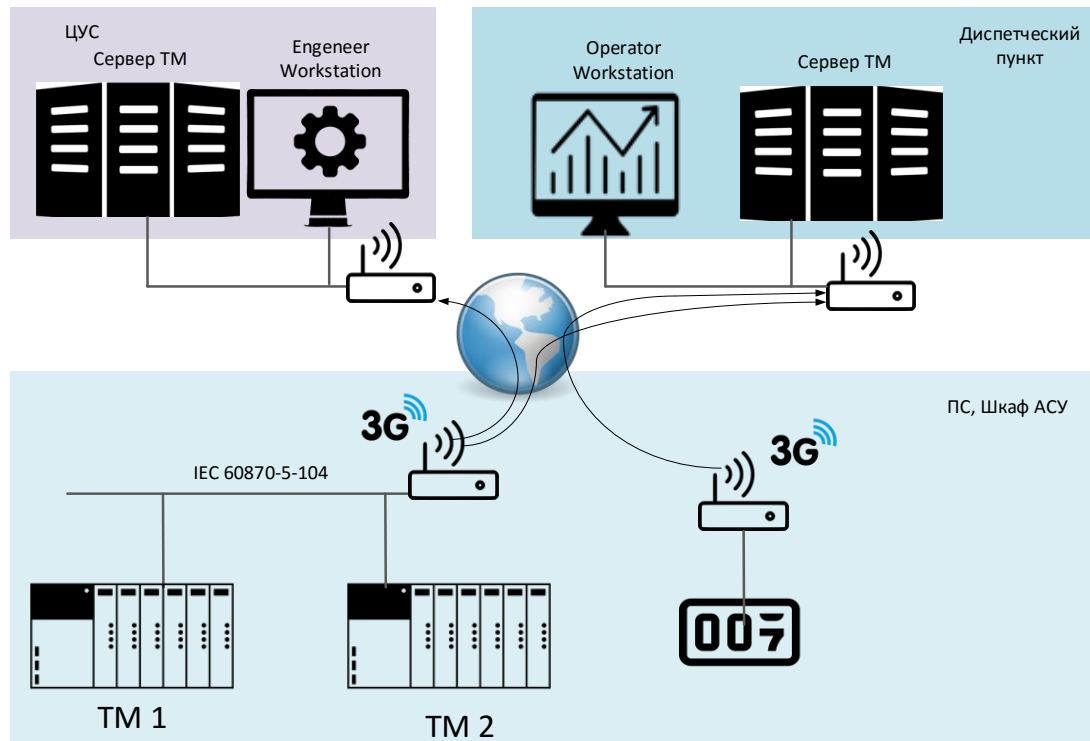 ЦУС
Сервер ТМ
Engeneer
Workstation
Operator
Workstation
Сервер ТМ
Диспетческий
пункт
ПС, Шкаф АСУ
3G
3G
IEC 60870-5-104
007
ТМ 1
ТМ 2